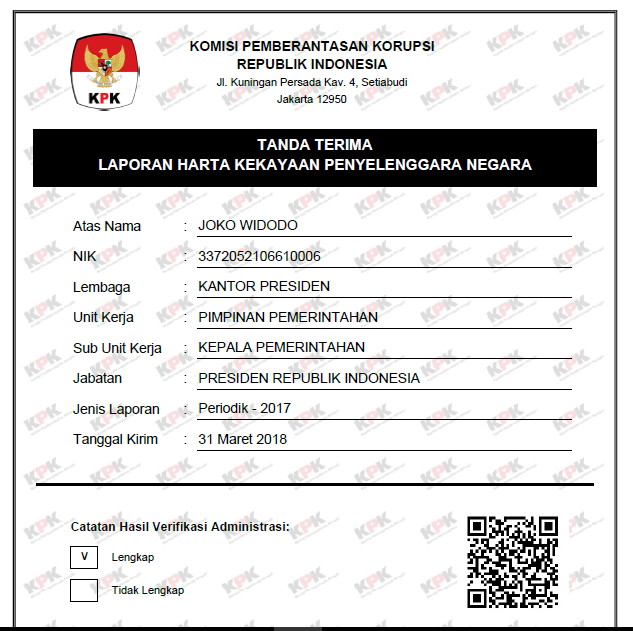 KOMISI PEMBERANTASAN KORUPSI
REPUBLIK INDONESIA
Jl. Kuningan Persada Kav. 4, Setiabudi
Jakarta 12950
KPK
TANDA TERIMA
LAPORAN HARTA KEKAYAAN PENYELENGGARA NEGARA
Atas Nama : JOKO WIDODO
NIK : 3372052106610006
Lembaga : KANTOR PRESIDEN
Unit Kerja : PIMPINAN PEMERINTAHAN
Sub Unit Kerja : KEPALA PEMERINTAHAN
Jabatan : PRESIDEN REPUBLIK INDONESIA
Jenis Laporan : Periodik - 2017
Tanggal Kirim : 31 Maret 2018
Catatan Hasil Verifikasi Administrasi:
V Lengkap
Tidak Lengkap